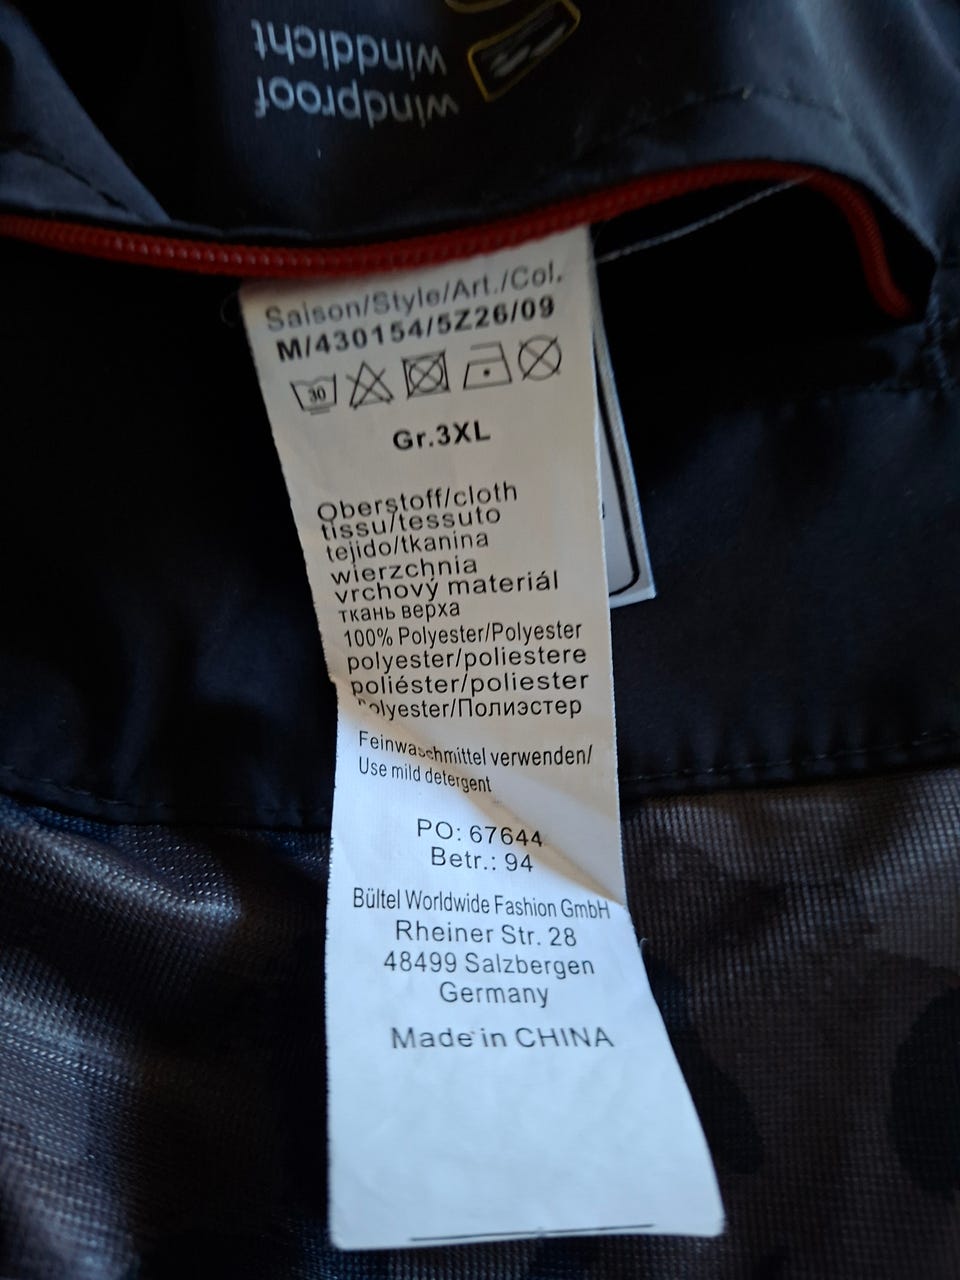 windproof
winddicht
Saison/Style/Art./Col.
M/430154/5Z26/09
30
Gr.3XL
Oberstoff/cloth
tissu/tessuto
tejido/tkanina
wierzchnia
vrchový materiál
ткань верха
100% Polyester/Polyester
polyester/poliestere
poliéster/poliester
Polyester/Полиэстер
Feinwaschmittel verwenden/
Use mild detergent
PO: 67644
Betr.: 94
Bültel Worldwide Fashion GmbH
Rheiner Str. 28
48499 Salzbergen
Germany
Made in CHINA